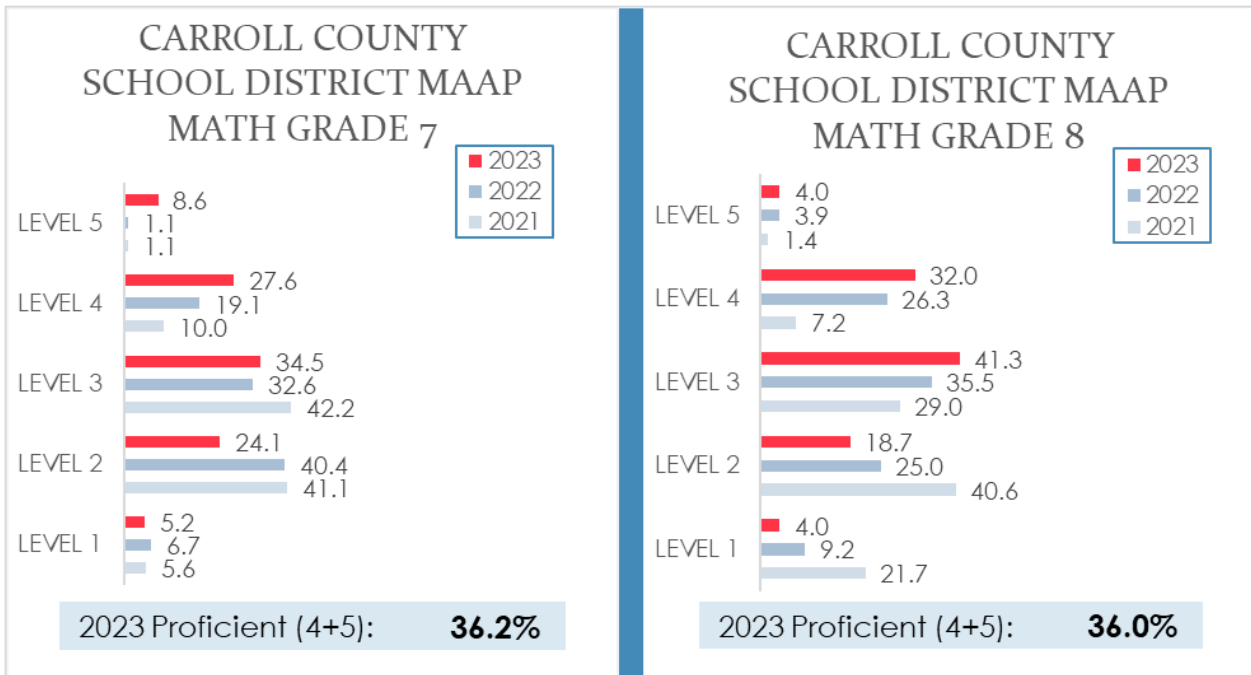 CARROLL COUNTY
SCHOOL DISTRICT MAAP
MATH GRADE 7
2023
2022
2021
LEVEL 5
8.6
1.1
1.1
LEVEL 4
27.6
19.1
10.0
LEVEL 3
34.5
32.6
42.2
LEVEL 2
24.1
40.4
41.1
LEVEL 1
5.2
6.7
5.6
2023 Proficient (4+5): 36.2%
CARROLL COUNTY
SCHOOL DISTRICT MAAP
MATH GRADE 8
2023
2022
2021
LEVEL 5
4.0
3.9
1.4
LEVEL 4
32.0
26.3
7.2
LEVEL 3
41.3
35.5
29.0
LEVEL 2
18.7
25.0
40.6
LEVEL 1
4.0
9.2
21.7
2023 Proficient (4+5): 36.0%